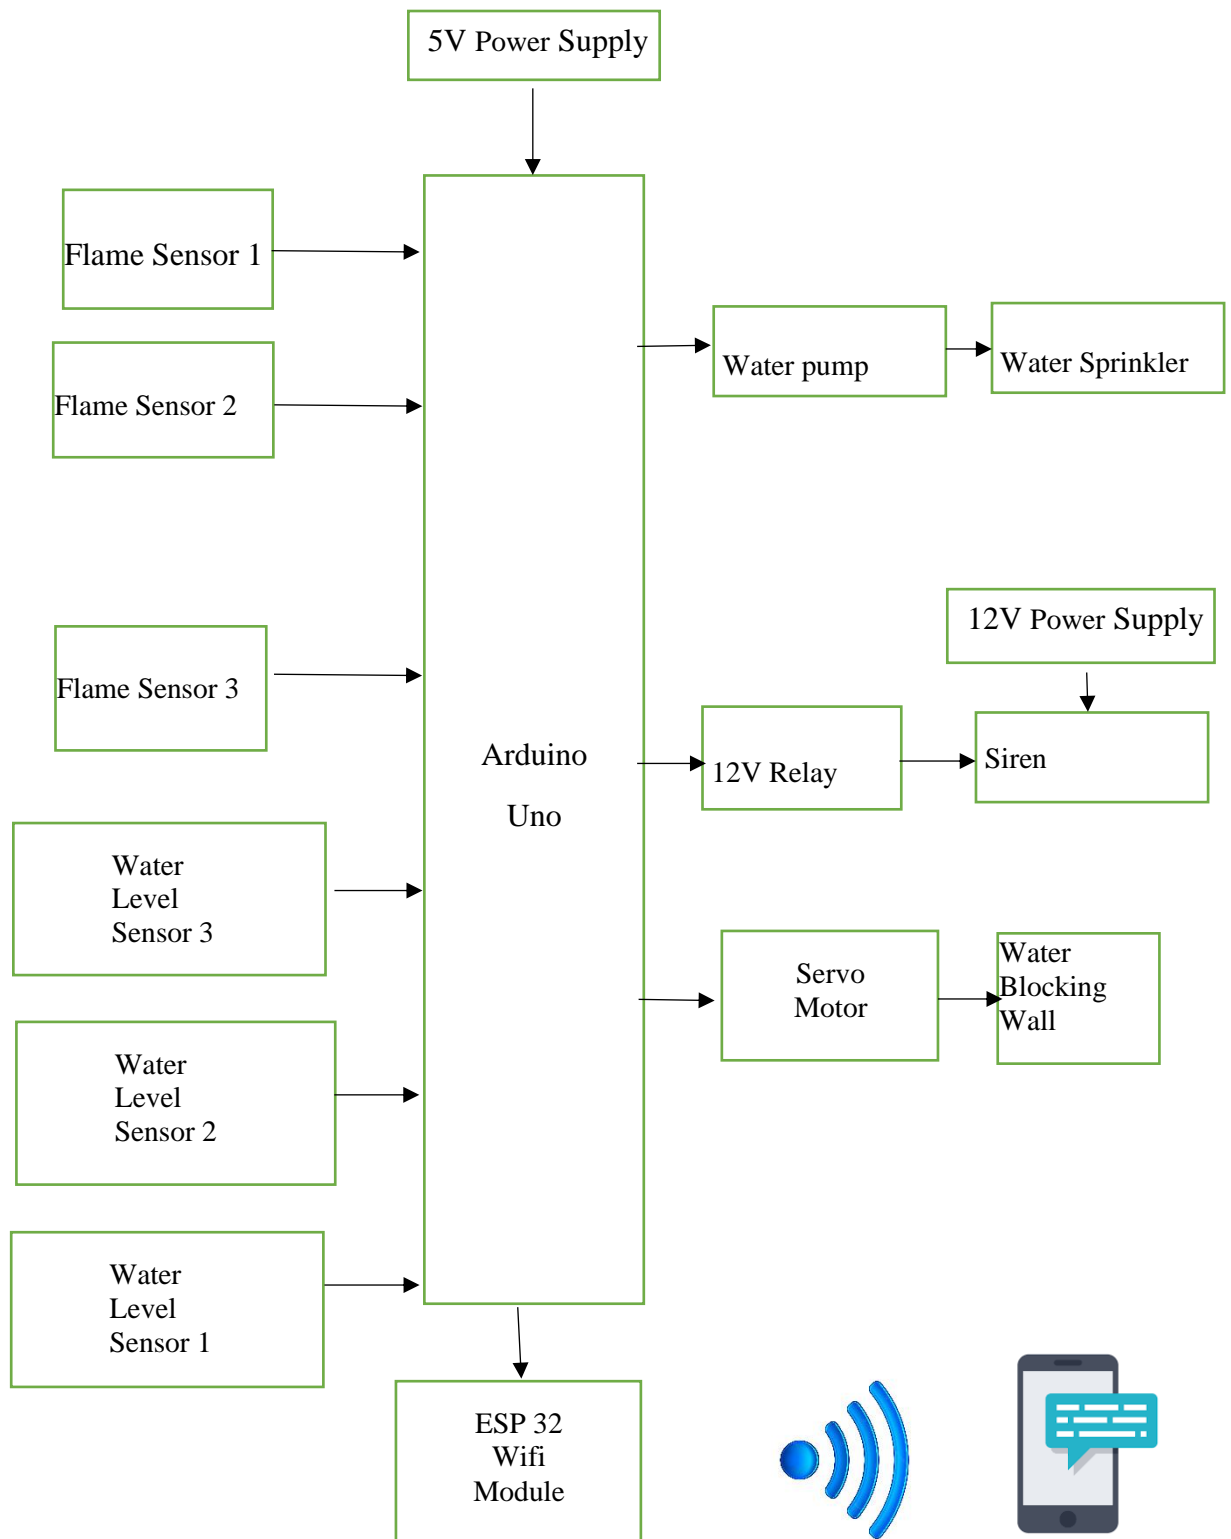 5V Power Supply
Flame Sensor 1
Flame Sensor 2
Water pump
Water Sprinkler
12V Power Supply
Flame Sensor 3
Arduino
Uno
12V Relay
Siren
Water
Level
Sensor 3
Servo
Motor
Water
Blocking
Wall
Water
Level
Sensor 2
Water
Level
Sensor 1
ESP 32
Wifi
Module